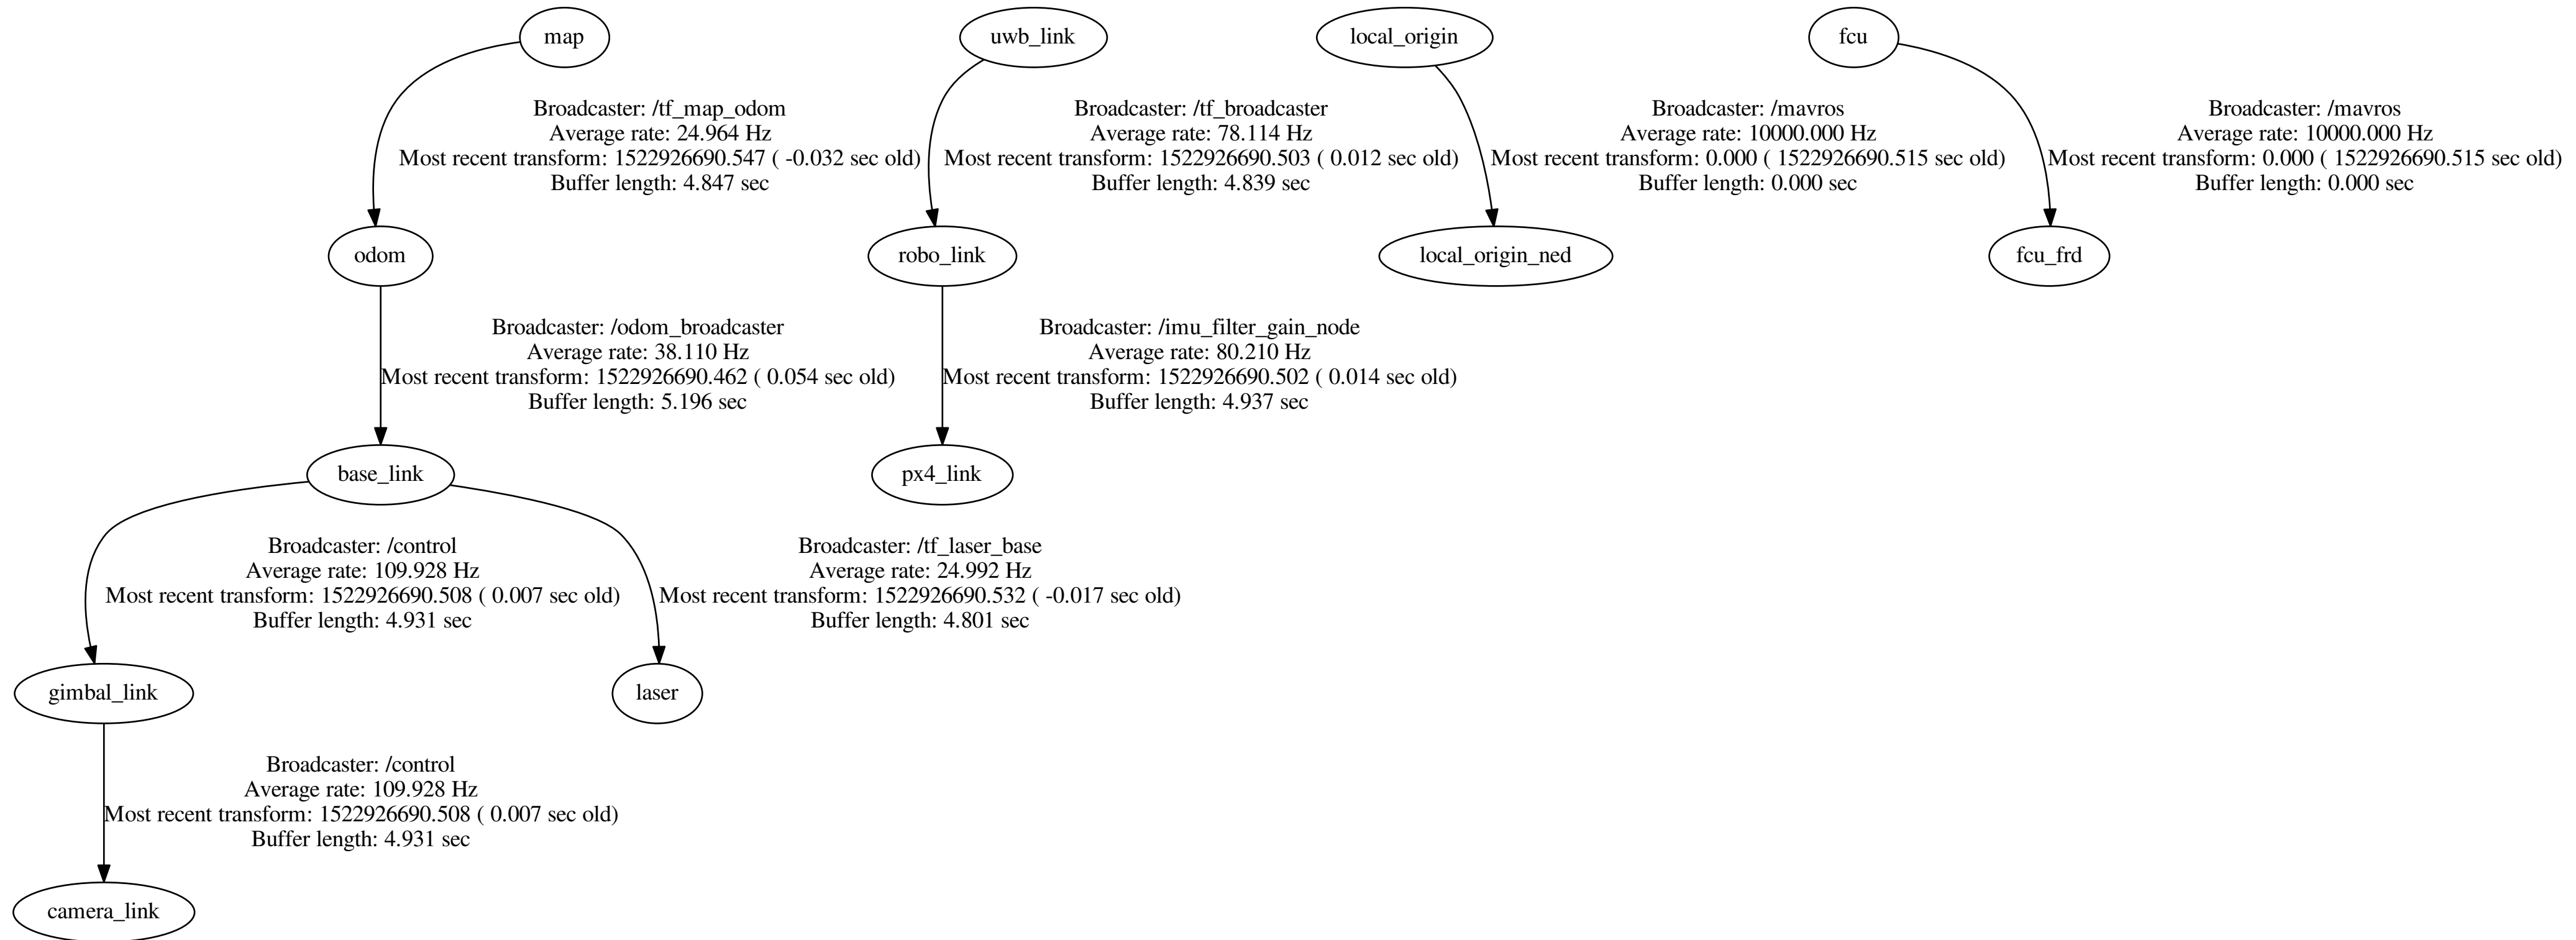 map
uwb_link
local_origin
fcu
Broadcaster: /tf_map_odom
Average rate: 24.964 Hz
Most recent transform: 1522926690.547 ( -0.032 sec old)
Buffer length: 4.847 sec
Broadcaster: /tf_broadcaster
Average rate: 78.114 Hz
Most recent transform: 1522926690.503 ( 0.012 sec old)
Buffer length: 4.839 sec
Broadcaster: /mavros
Average rate: 10000.000 Hz
Most recent transform: 0.000 ( 1522926690.515 sec old)
Buffer length: 0.000 sec
Broadcaster: /mavros
Average rate: 10000.000 Hz
Most recent transform: 0.000 ( 1522926690.515 sec old)
Buffer length: 0.000 sec
odom
robo_link
local_origin_ned
fcu_frd
Broadcaster: /odom_broadcaster
Average rate: 38.110 Hz
Most recent transform: 1522926690.462 ( 0.054 sec old)
Buffer length: 5.196 sec
Broadcaster: /imu_filter_gain_node
Average rate: 80.210 Hz
Most recent transform: 1522926690.502 ( 0.014 sec old)
Buffer length: 4.937 sec
base_link
px4_link
Broadcaster: /control
Average rate: 109.928 Hz
Most recent transform: 1522926690.508 ( 0.007 sec old)
Buffer length: 4.931 sec
Broadcaster: /tf_laser_base
Average rate: 24.992 Hz
Most recent transform: 1522926690.532 ( -0.017 sec old)
Buffer length: 4.801 sec
gimbal_link
laser
Broadcaster: /control
Average rate: 109.928 Hz
Most recent transform: 1522926690.508 ( 0.007 sec old)
Buffer length: 4.931 sec
camera_link